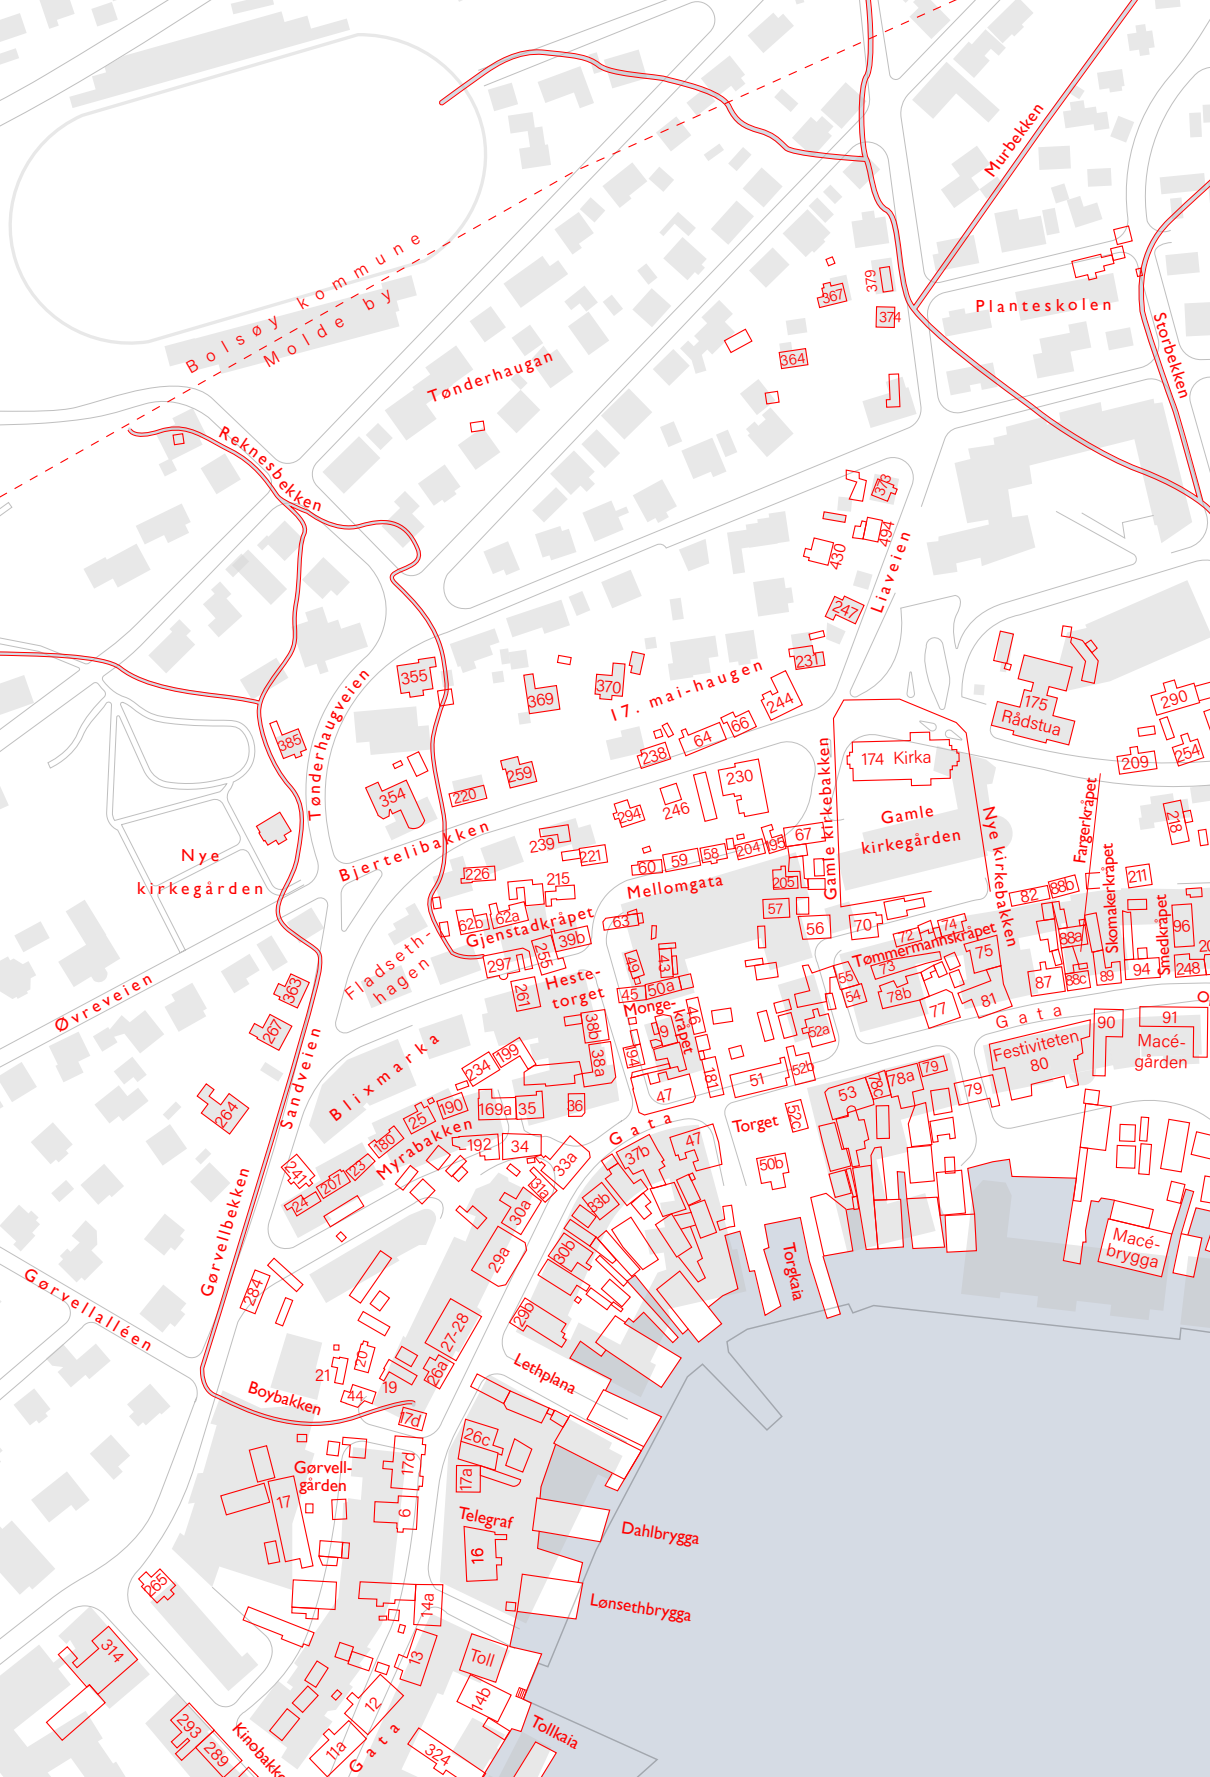 Murbekken
Bolsøy kommune
Molde by
379
367
374
Planteskolen
Storbekken
364
Tønderhaugan
Reknesbekken
373
494
430
Liaveien
247
231
355
369
370
17. mai-haugen
244
66
64
238
175
Rådstua
290
254
209
385
Tønderhaugveien
259
220
354
Bjertelibakken
230
246
294
Gamle kirkebakken
174 Kirka
Gamle
kirkegården
Nye kirkebakken
Fargerkråpet
218
Nye
kirkegården
239
221
226
215
60
59
58
204
195
67
205
Mellomgata
57
56
63
62b
62a
Gjenstadkråpet
39b
255
297
261
Fladseth-
hagen
Heste-
torget
49
43
45
50a
Monge-
kråpet
46
9
38b
38a
194
181
47
70
72
74
Tømmermannskråpet
73
75
55
54
78b
77
81
82
88b
88a
88c
87
89
94
211
Skomakerkråpet
Smedkråpet
96
248
20
Gata
90
91
Macé-
gården
Festiviteten
80
Øvreveien
363
267
264
Sandveien
Blixmarka
234
199
190
169a
35
36
25
180
23
207
24
241
Myrabakken
192
34
33a
31a
30a
29a
Gata
37b
47
33b
30b
29b
51
52a
52b
52c
Torget
50b
53
78c
78a
79
79
Torgkaia
Macé-
brygga
Gørvellbekken
Gørvellalléen
284
27-28
26a
20
21
19
44
17d
Boybakken
Lethplana
26c
17d
17a
Gørvell-
gården
17
6
Telegraf
16
Dahlbrygga
Lønsethbrygga
265
14a
13
Toll
14b
12
11a
Gata
324
Tollkaia
314
293
289
Kinobakke